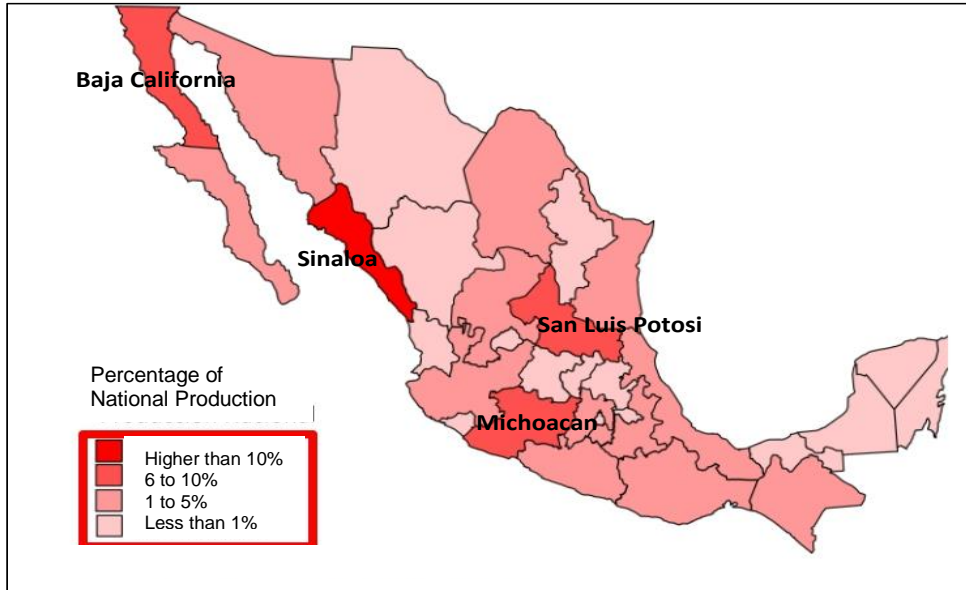 Baja California
Sinaloa
San Luis Potosi
Michoacan
Percentage of
National Production
Higher than 10%
6 to 10%
1 to 5%
Less than 1%